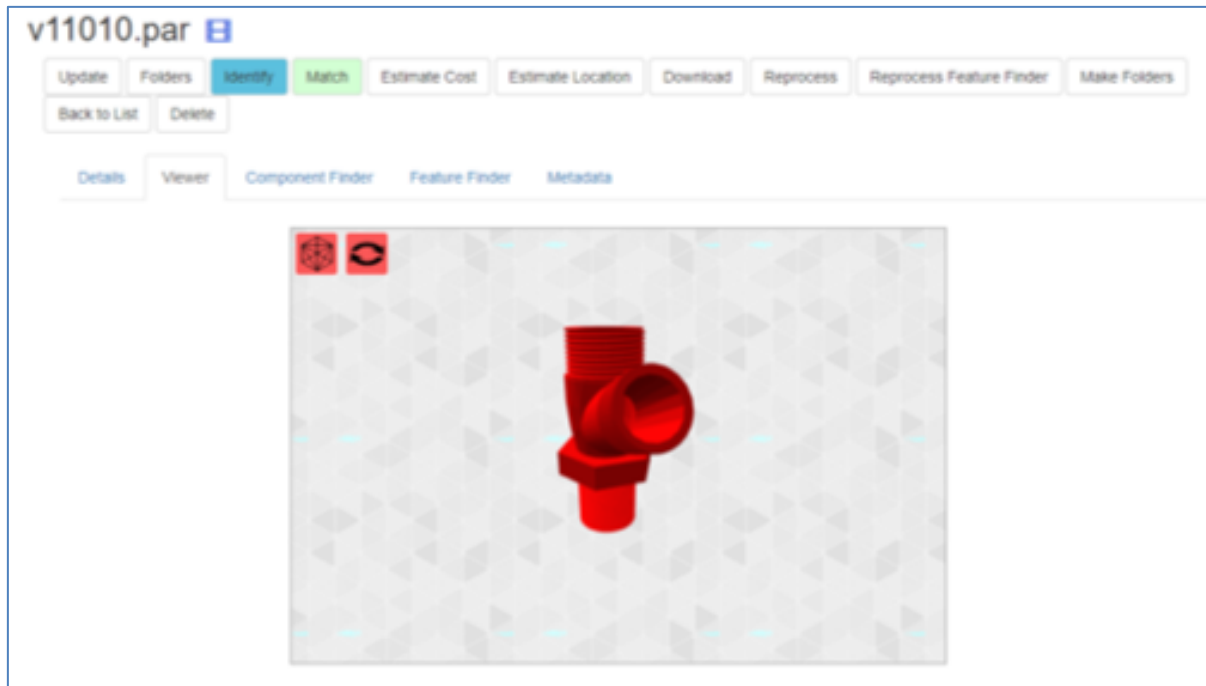 v11010.par
Update Folders Identify Match Estimate Cost Estimate Location Download Reprocess Reprocess Feature Finder Make Folders
Back to List Delete
Details Viewer Component Finder Feature Finder Metadata